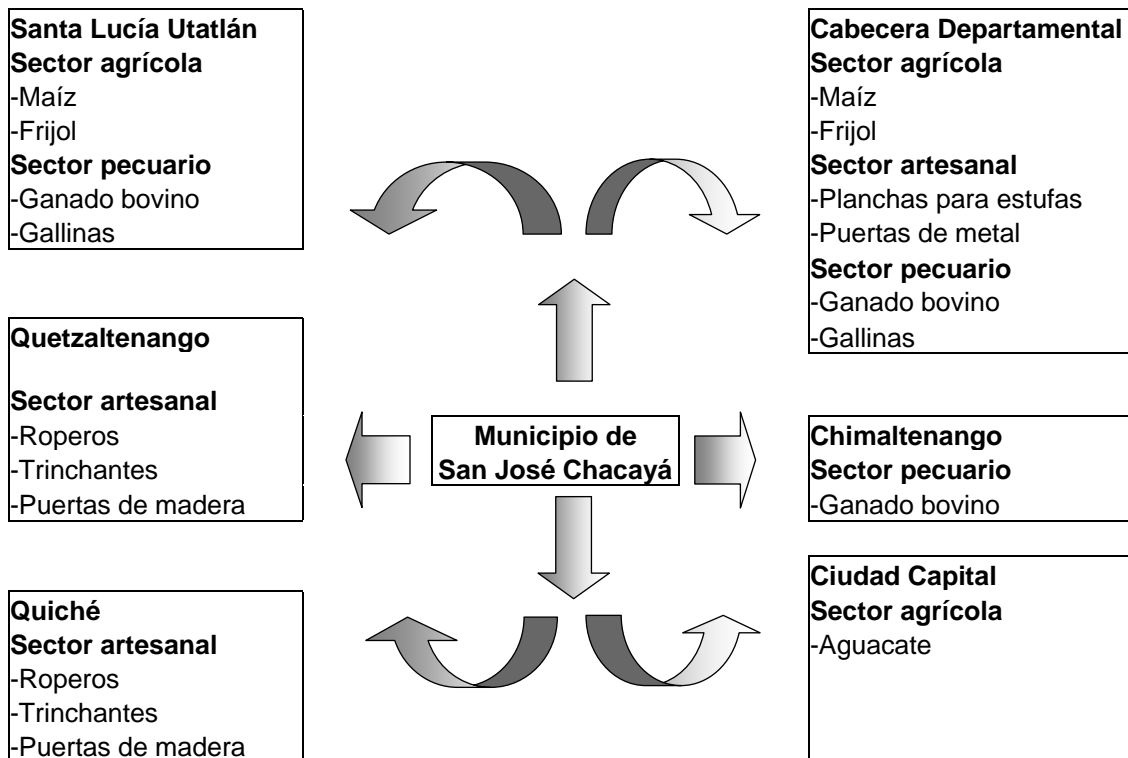 Santa Lucía Utatlán
Sector agrícola
-Maíz
-Frijol
Sector pecuario
-Ganado bovino
-Gallinas
Cabecera Departamental
Sector agrícola
-Maíz
-Frijol
Sector artesanal
-Planchas para estufas
-Puertas de metal
Sector pecuario
-Ganado bovino
-Gallinas
Quetzaltenango
Sector artesanal
-Roperos
-Trinchantes
-Puertas de madera
Municipio de
San José Chacayá
Chimaltenango
Sector pecuario
-Ganado bovino
Quiché
Sector artesanal
-Roperos
-Trinchantes
-Puertas de madera
Ciudad Capital
Sector agrícola
-Aguacate